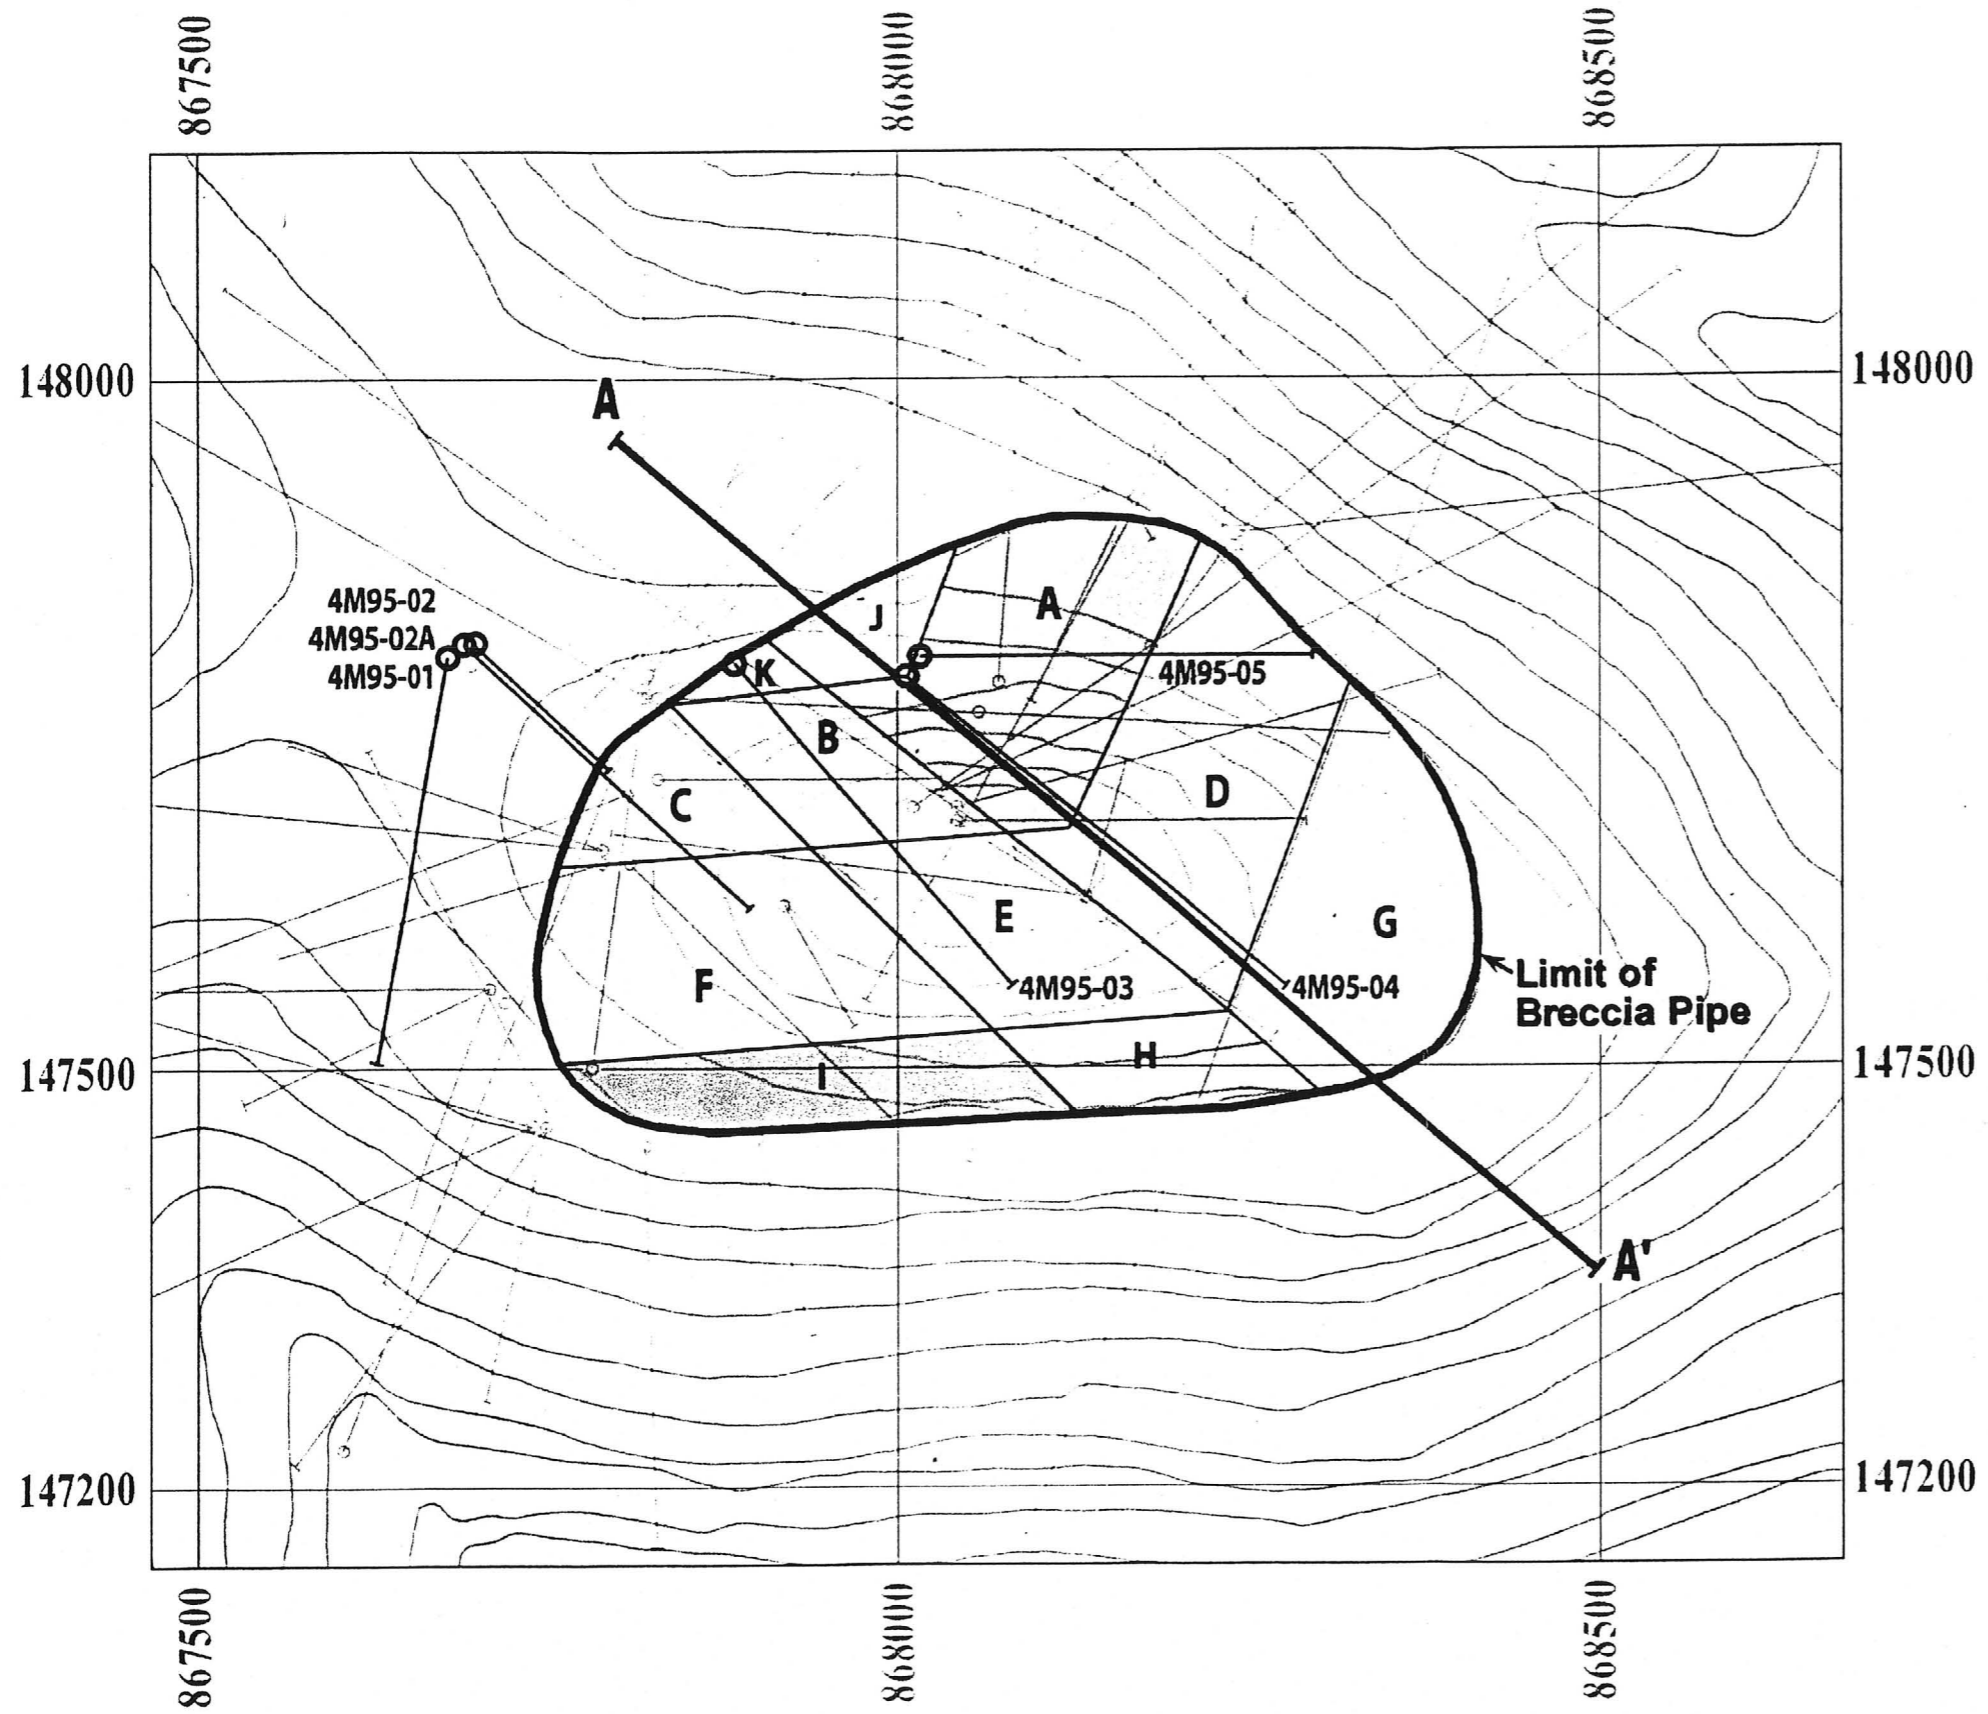 867500
868000
868500
148000
148000
A
J
A
4M95-02
4M95-02A
4M95-01
K
4M95-05
B
C
D
E
G
F
4M95-03
4M95-04
Limit of
Breccia Pipe
H
I
147500
147500
A'
147200
147200
867500
868000
868500